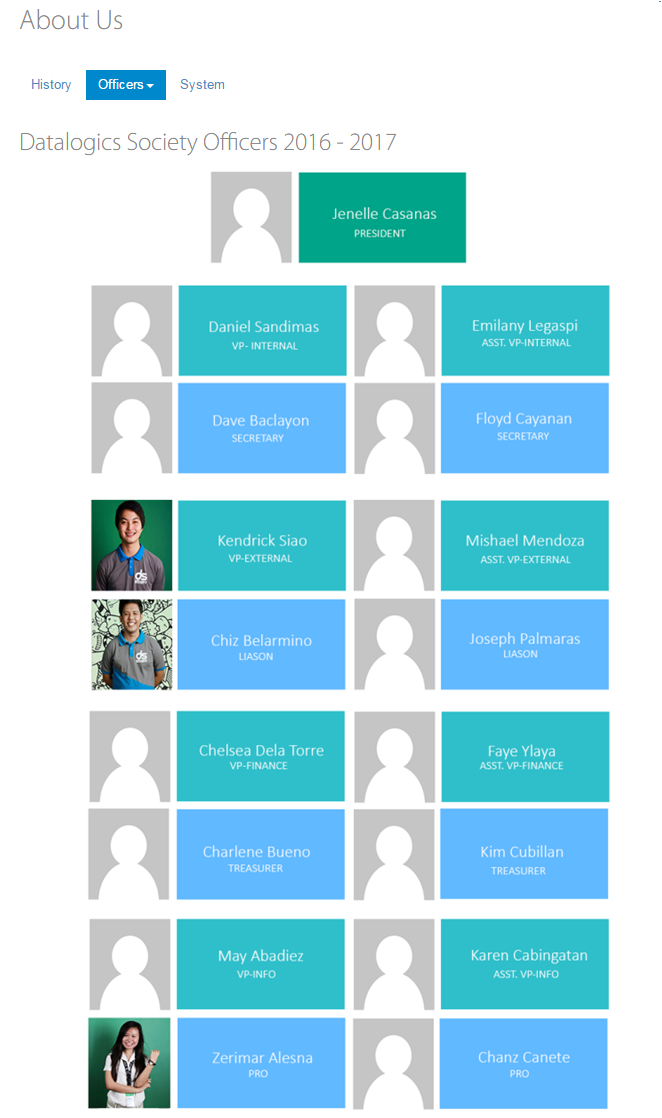 About Us
History Officers System
Datalogics Society Officers 2016 - 2017
Jenelle Casanas
PRESIDENT
Daniel Sandimas
VP- INTERNAL
Emilany Legaspi
ASST. VP-INTERNAL
Dave Baclayon
SECRETARY
Floyd Cayanan
SECRETARY
Kendrick Siao
VP-EXTERNAL
Mishael Mendoza
ASST. VP-EXTERNAL
Chiz Belarmino
LIASON
Joseph Palmaras
LIASON
Chelsea Dela Torre
VP-FINANCE
Faye Ylaya
ASST. VP-FINANCE
Charlene Bueno
TREASURER
Kim Cubillan
TREASURER
May Abadiez
VP-INFO
Karen Cabingatan
ASST. VP-INFO
Zerimar Alesna
PRO
Chanz Canete
PRO
ds
ds